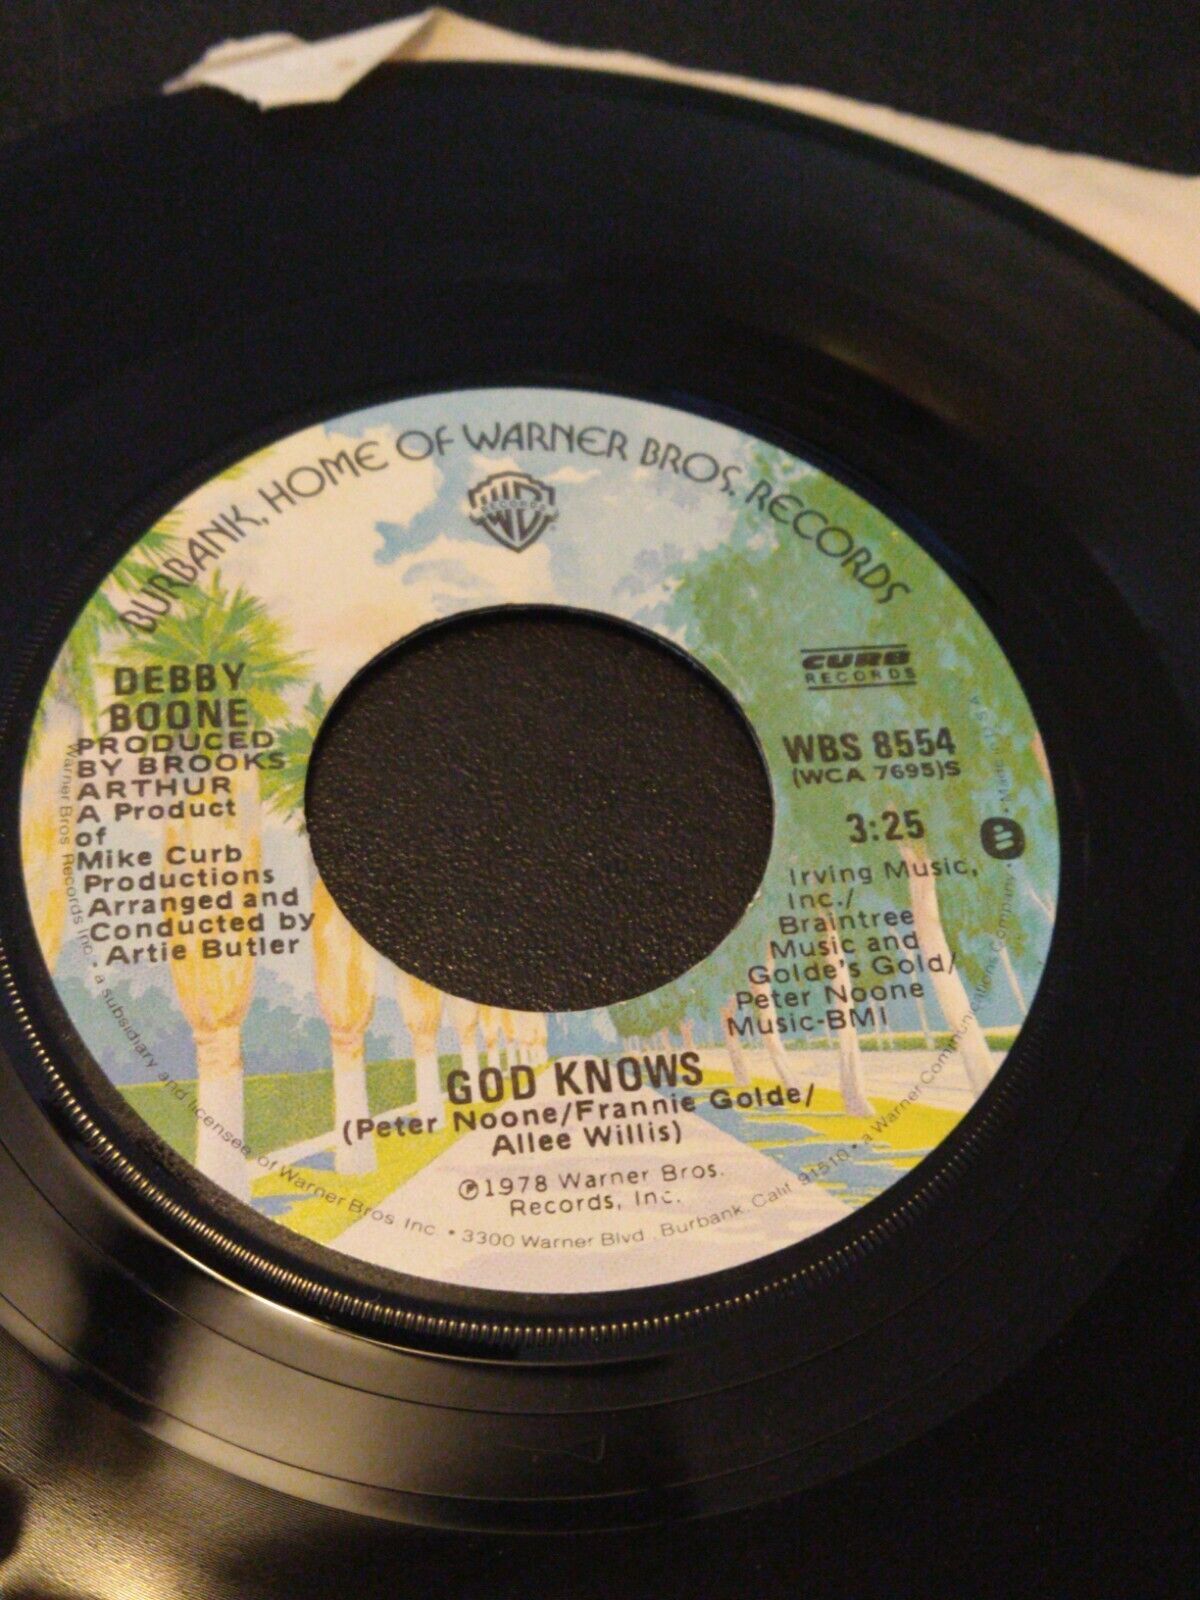 BURBANK, HOME OF WARNER BROS. RECORDS
WB
RECORDS
DEBBY
BOONE
PRODUCED
BY BROOKS
ARTHUR
A Product
of
Mike Curb
Productions
Arranged and
Conducted by
Artie Butler
CURB
RECORDS
WBS 8554
(WCA 7695)S
3:25
Irving Music,
Inc./
Braintree
Music and
Golde's Gold/
Peter Noone
Music-BMI
GOD KNOWS
(Peter Noone/Frannie Golde/
Allee Willis)
℗1978 Warner Bros.
Records, Inc.
Warner Bros. Records Inc., a subsidiary and licensee of Warner Bros. Inc. • 3300 Warner Blvd., Burbank, Calif. 91510 • a Warner Communications Company • Made in U.S.A.